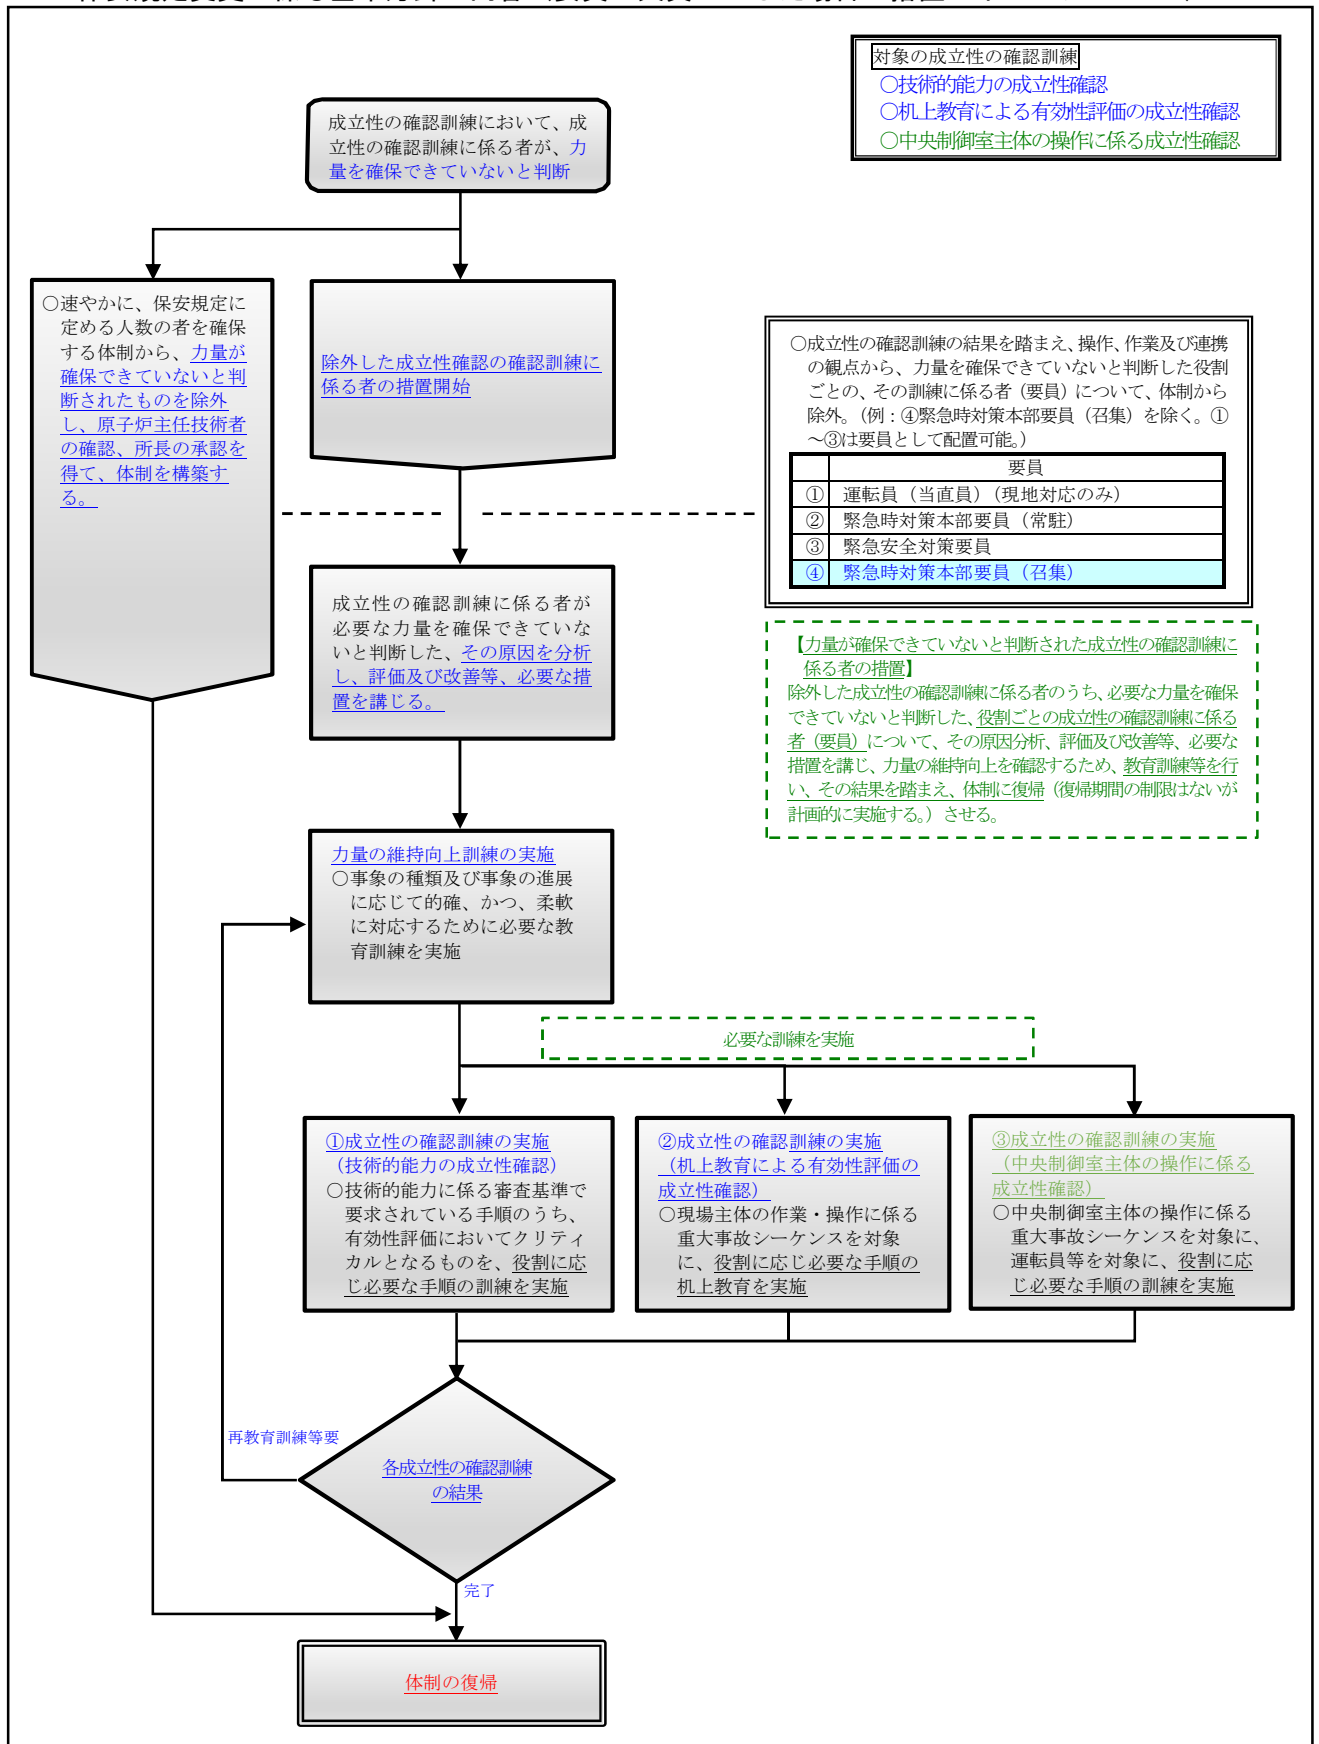 対象の成立性の確認訓練
○技術的能力の成立性確認
○机上教育による有効性評価の成立性確認
○中央制御室主体の操作に係る成立性確認
成立性の確認訓練において、成
立性の確認訓練に係る者が、力
量を確保できていないと判断
○速やかに、保安規定に
定める人数の者を確保
する体制から、力量が
確保できていないと判
断されたものを除外
し、原子炉主任技術者
の確認、所長の承認を
得て、体制を構築す
る。
除外した成立性確認の確認訓練に
係る者の措置開始
○成立性の確認訓練の結果を踏まえ、操作、作業及び連携
の観点から、力量を確保できていないと判断した役割
ごとの、その訓練に係る者（要員）について、体制から
除外。（例：④緊急時対策本部要員（召集）を除く。①
～③は要員として配置可能。）
要員
① 運転員（当直員）（現地対応のみ）
② 緊急時対策本部要員（常駐）
③ 緊急安全対策要員
④ 緊急時対策本部要員（召集）
成立性の確認訓練に係る者が
必要な力量を確保できていな
いと判断した、その原因を分析
し、評価及び改善等、必要な措
置を講じる。
【力量が確保できていないと判断された成立性の確認訓練に
係る者の措置】
除外した成立性の確認訓練に係る者のうち、必要な力量を確保
できていないと判断した、役割ごとの成立性の確認訓練に係る
者（要員）について、その原因分析、評価及び改善等、必要な
措置を講じ、力量の維持向上を確認するため、教育訓練等を行
い、その結果を踏まえ、体制に復帰（復帰期間の制限はないが
計画的に実施する。）させる。
力量の維持向上訓練の実施
○事象の種類及び事象の進展
に応じて的確、かつ、柔軟
に対応するために必要な教
育訓練を実施
必要な訓練を実施
①成立性の確認訓練の実施
（技術的能力の成立性確認）
○技術的能力に係る審査基準で
要求されている手順のうち、
有効性評価においてクリティ
カルとなるものを、役割に応
じ必要な手順の訓練を実施
②成立性の確認訓練の実施
（机上教育による有効性評価の
成立性確認）
○現場主体の作業・操作に係る
重大事故シーケンスを対象
に、役割に応じ必要な手順の
机上教育を実施
③成立性の確認訓練の実施
（中央制御室主体の操作に係る
成立性確認）
○中央制御室主体の操作に係る
重大事故シーケンスを対象に、
運転員等を対象に、役割に応
じ必要な手順の訓練を実施
再教育訓練等要
各成立性の確認訓練
の結果
完了
体制の復帰